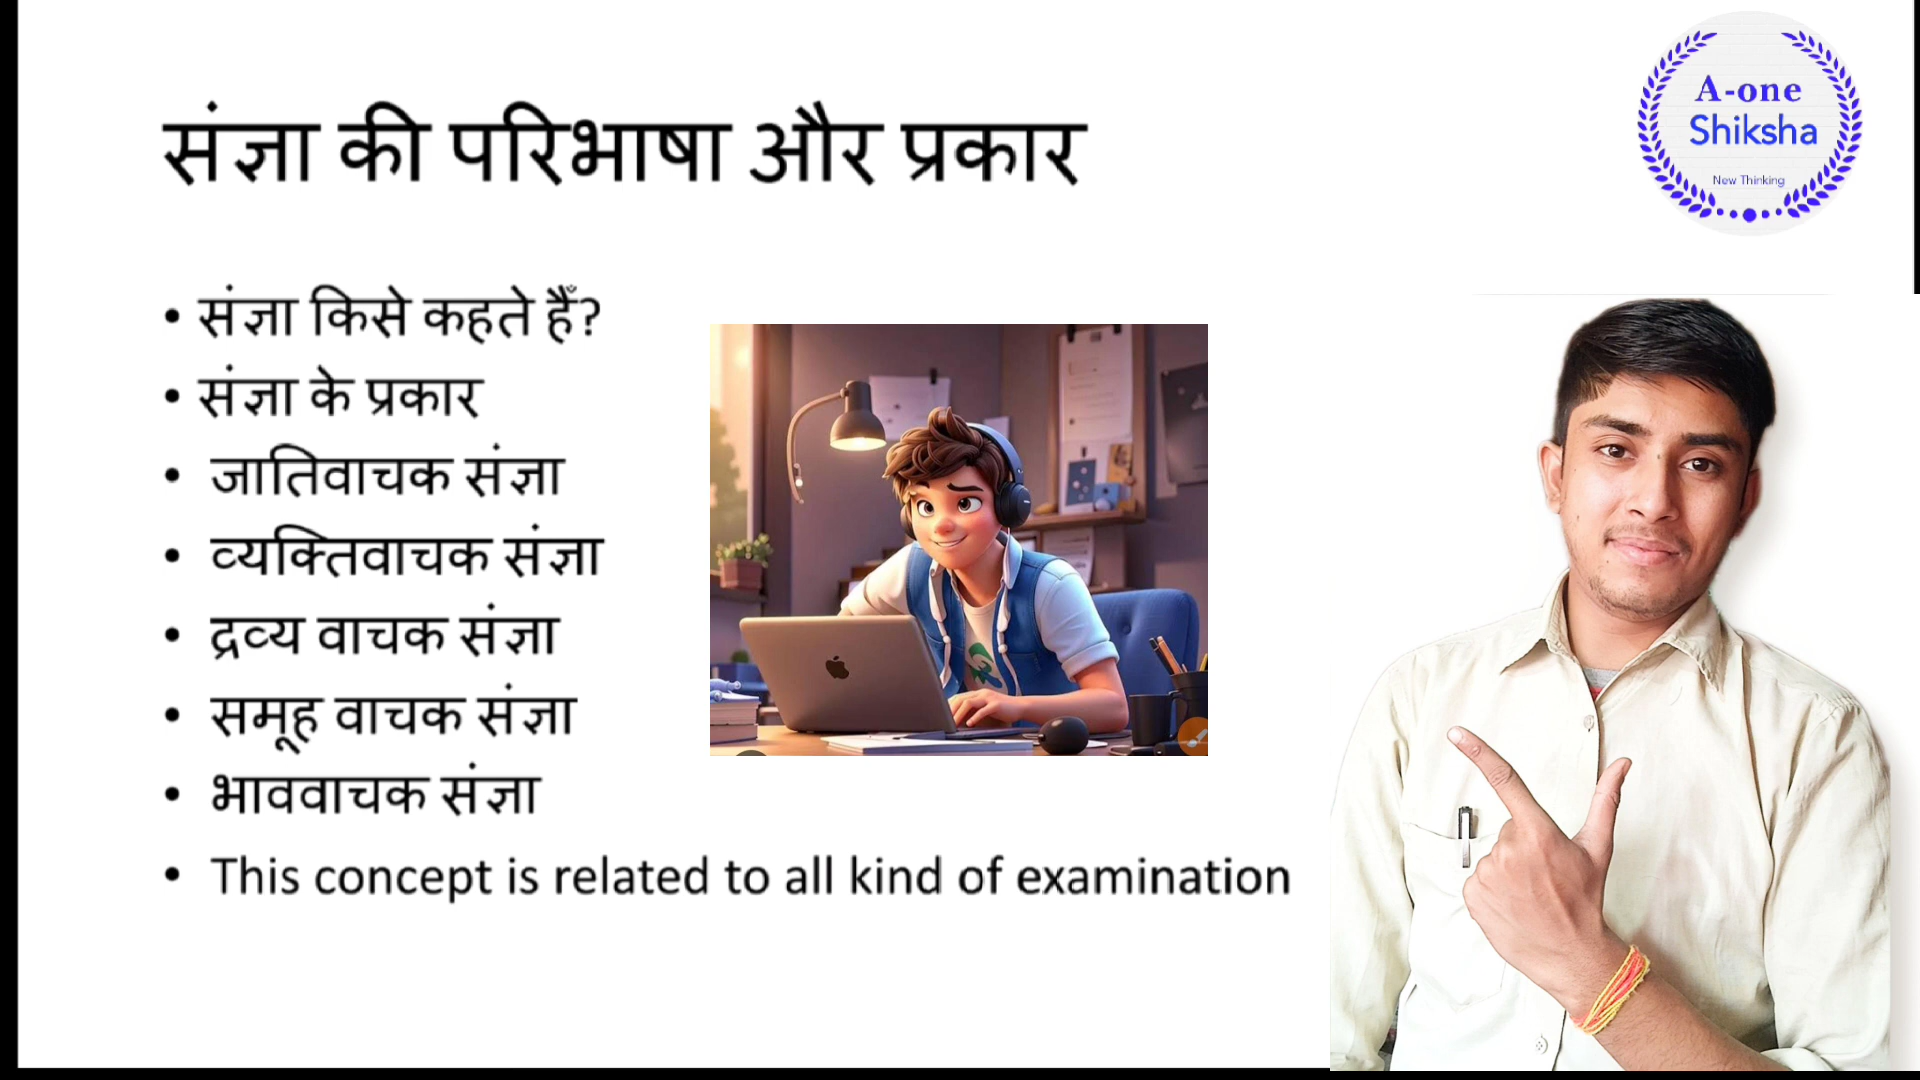 A-one
Shiksha
New Thinking
संज्ञा की परिभाषा और प्रकार
• संज्ञा किसे कहते हैँ?
• संज्ञा के प्रकार
• जातिवाचक संज्ञा
• व्यक्तिवाचक संज्ञा
• द्रव्य वाचक संज्ञा
• समूह वाचक संज्ञा
• भाववाचक संज्ञा
• This concept is related to all kind of examination